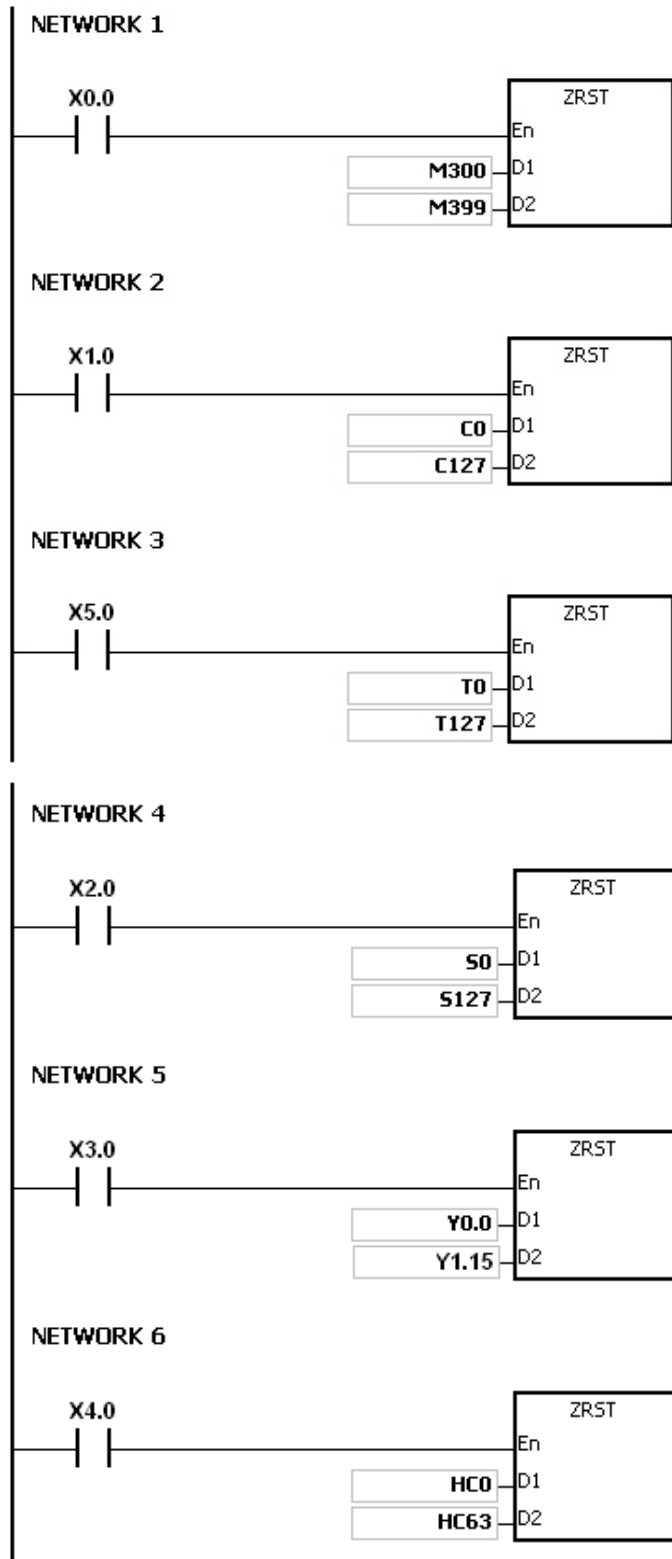 NETWORK 1
X0.0
ZRST
En
M300 D1
M399 D2
NETWORK 2
X1.0
ZRST
En
C0 D1
C127 D2
NETWORK 3
X5.0
ZRST
En
T0 D1
T127 D2
NETWORK 4
X2.0
ZRST
En
S0 D1
S127 D2
NETWORK 5
X3.0
ZRST
En
Y0.0 D1
Y1.15 D2
NETWORK 6
X4.0
ZRST
En
HC0 D1
HC63 D2